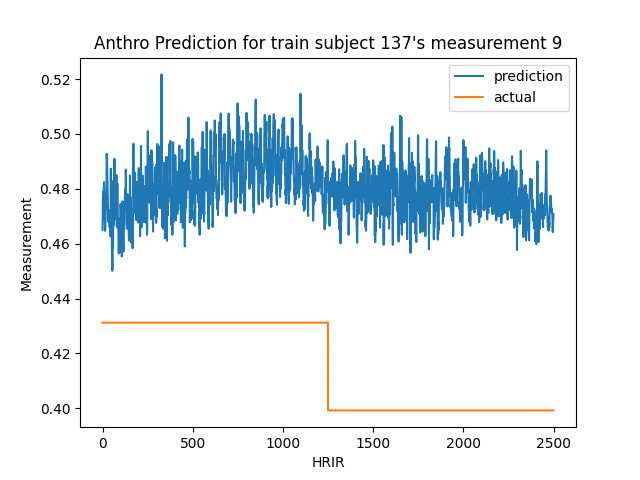 Anthro Prediction for train subject 137's measurement 9
prediction
actual
Measurement
0.52
0.50
0.48
0.46
0.44
0.42
0.40
0
500
1000
1500
2000
2500
HRIR